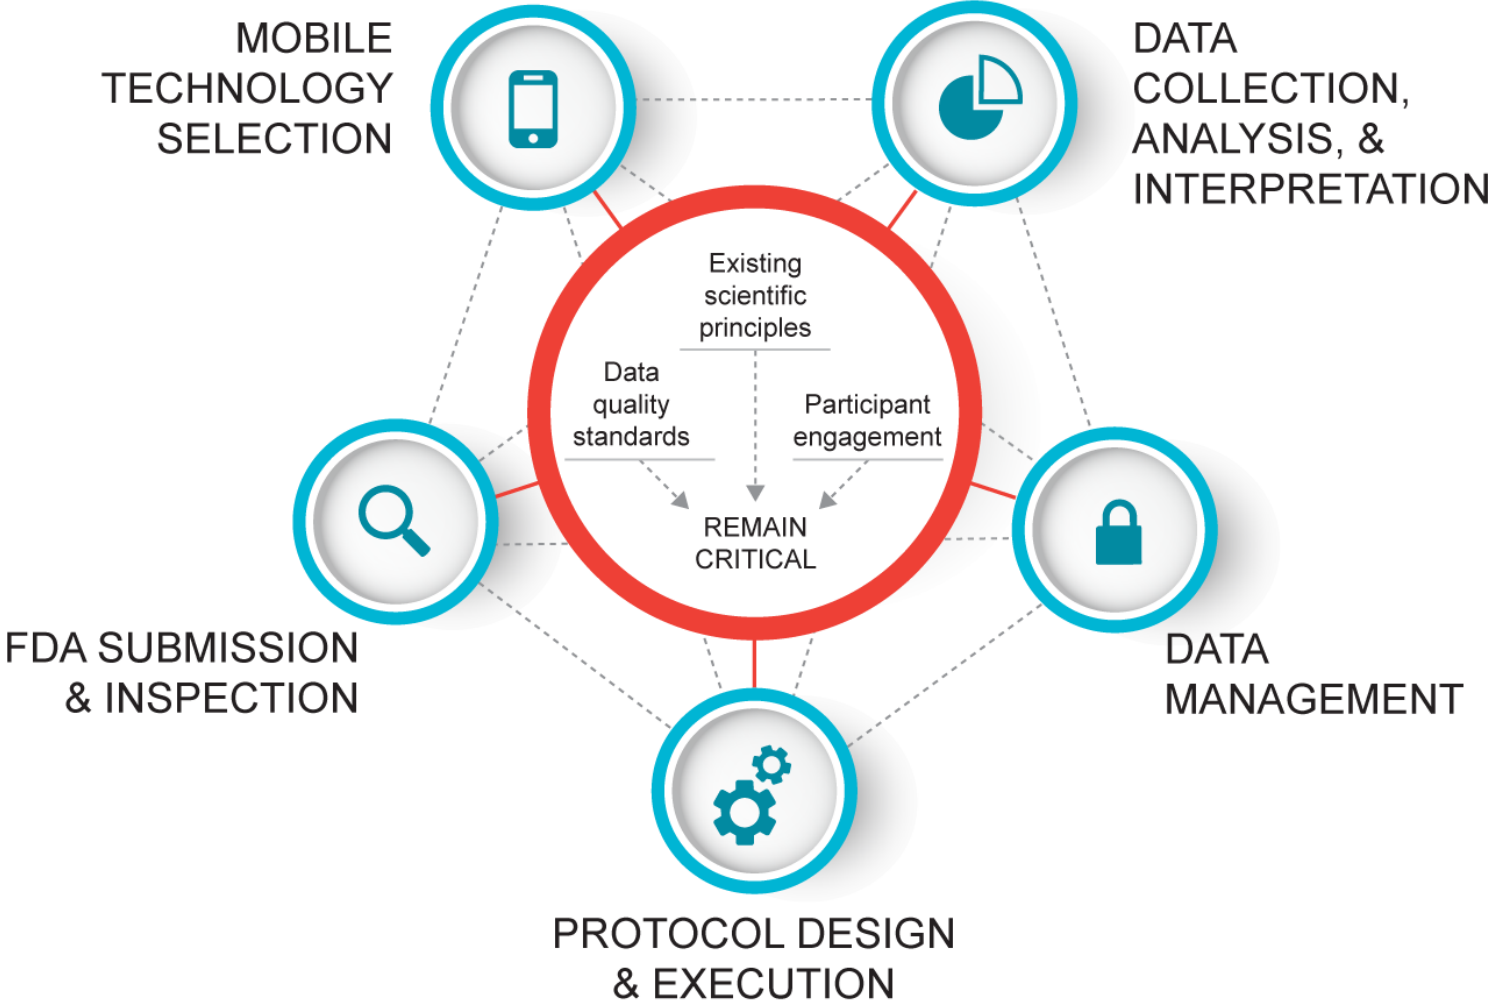 MOBILE
TECHNOLOGY
SELECTION
DATA
COLLECTION,
ANALYSIS, &
INTERPRETATION
Existing
scientific
principles
Data
quality
standards
Participant
engagement
REMAIN
CRITICAL
FDA SUBMISSION
& INSPECTION
DATA
MANAGEMENT
PROTOCOL DESIGN
& EXECUTION